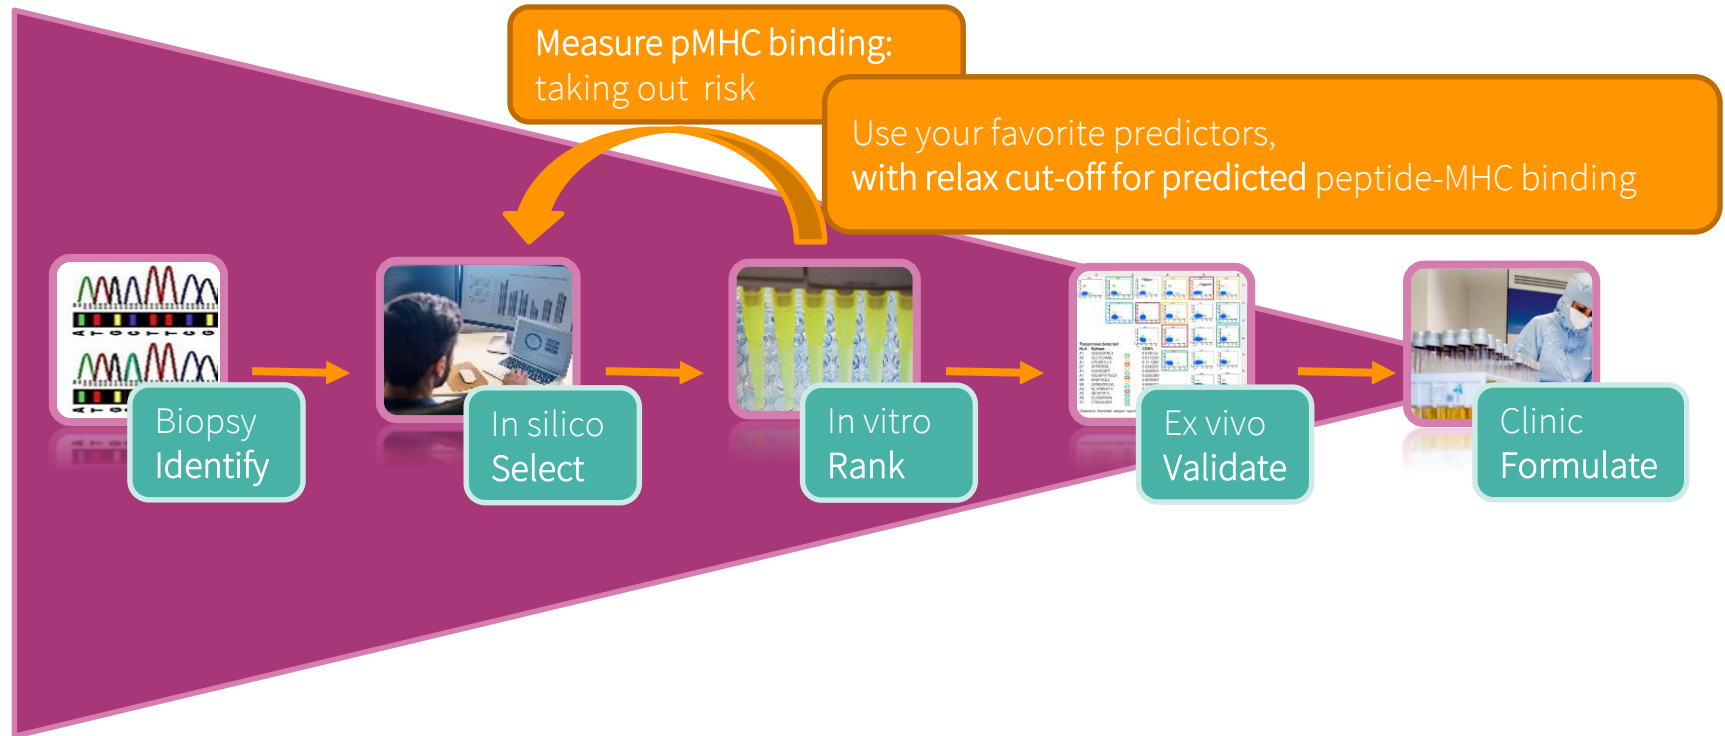 Measure pMHC binding:
taking out risk
Use your favorite predictors,
with relax cut-off for predicted peptide-MHC binding
Biopsy
Identify
In silico
Select
In vitro
Rank
Ex vivo
Validate
Clinic
Formulate